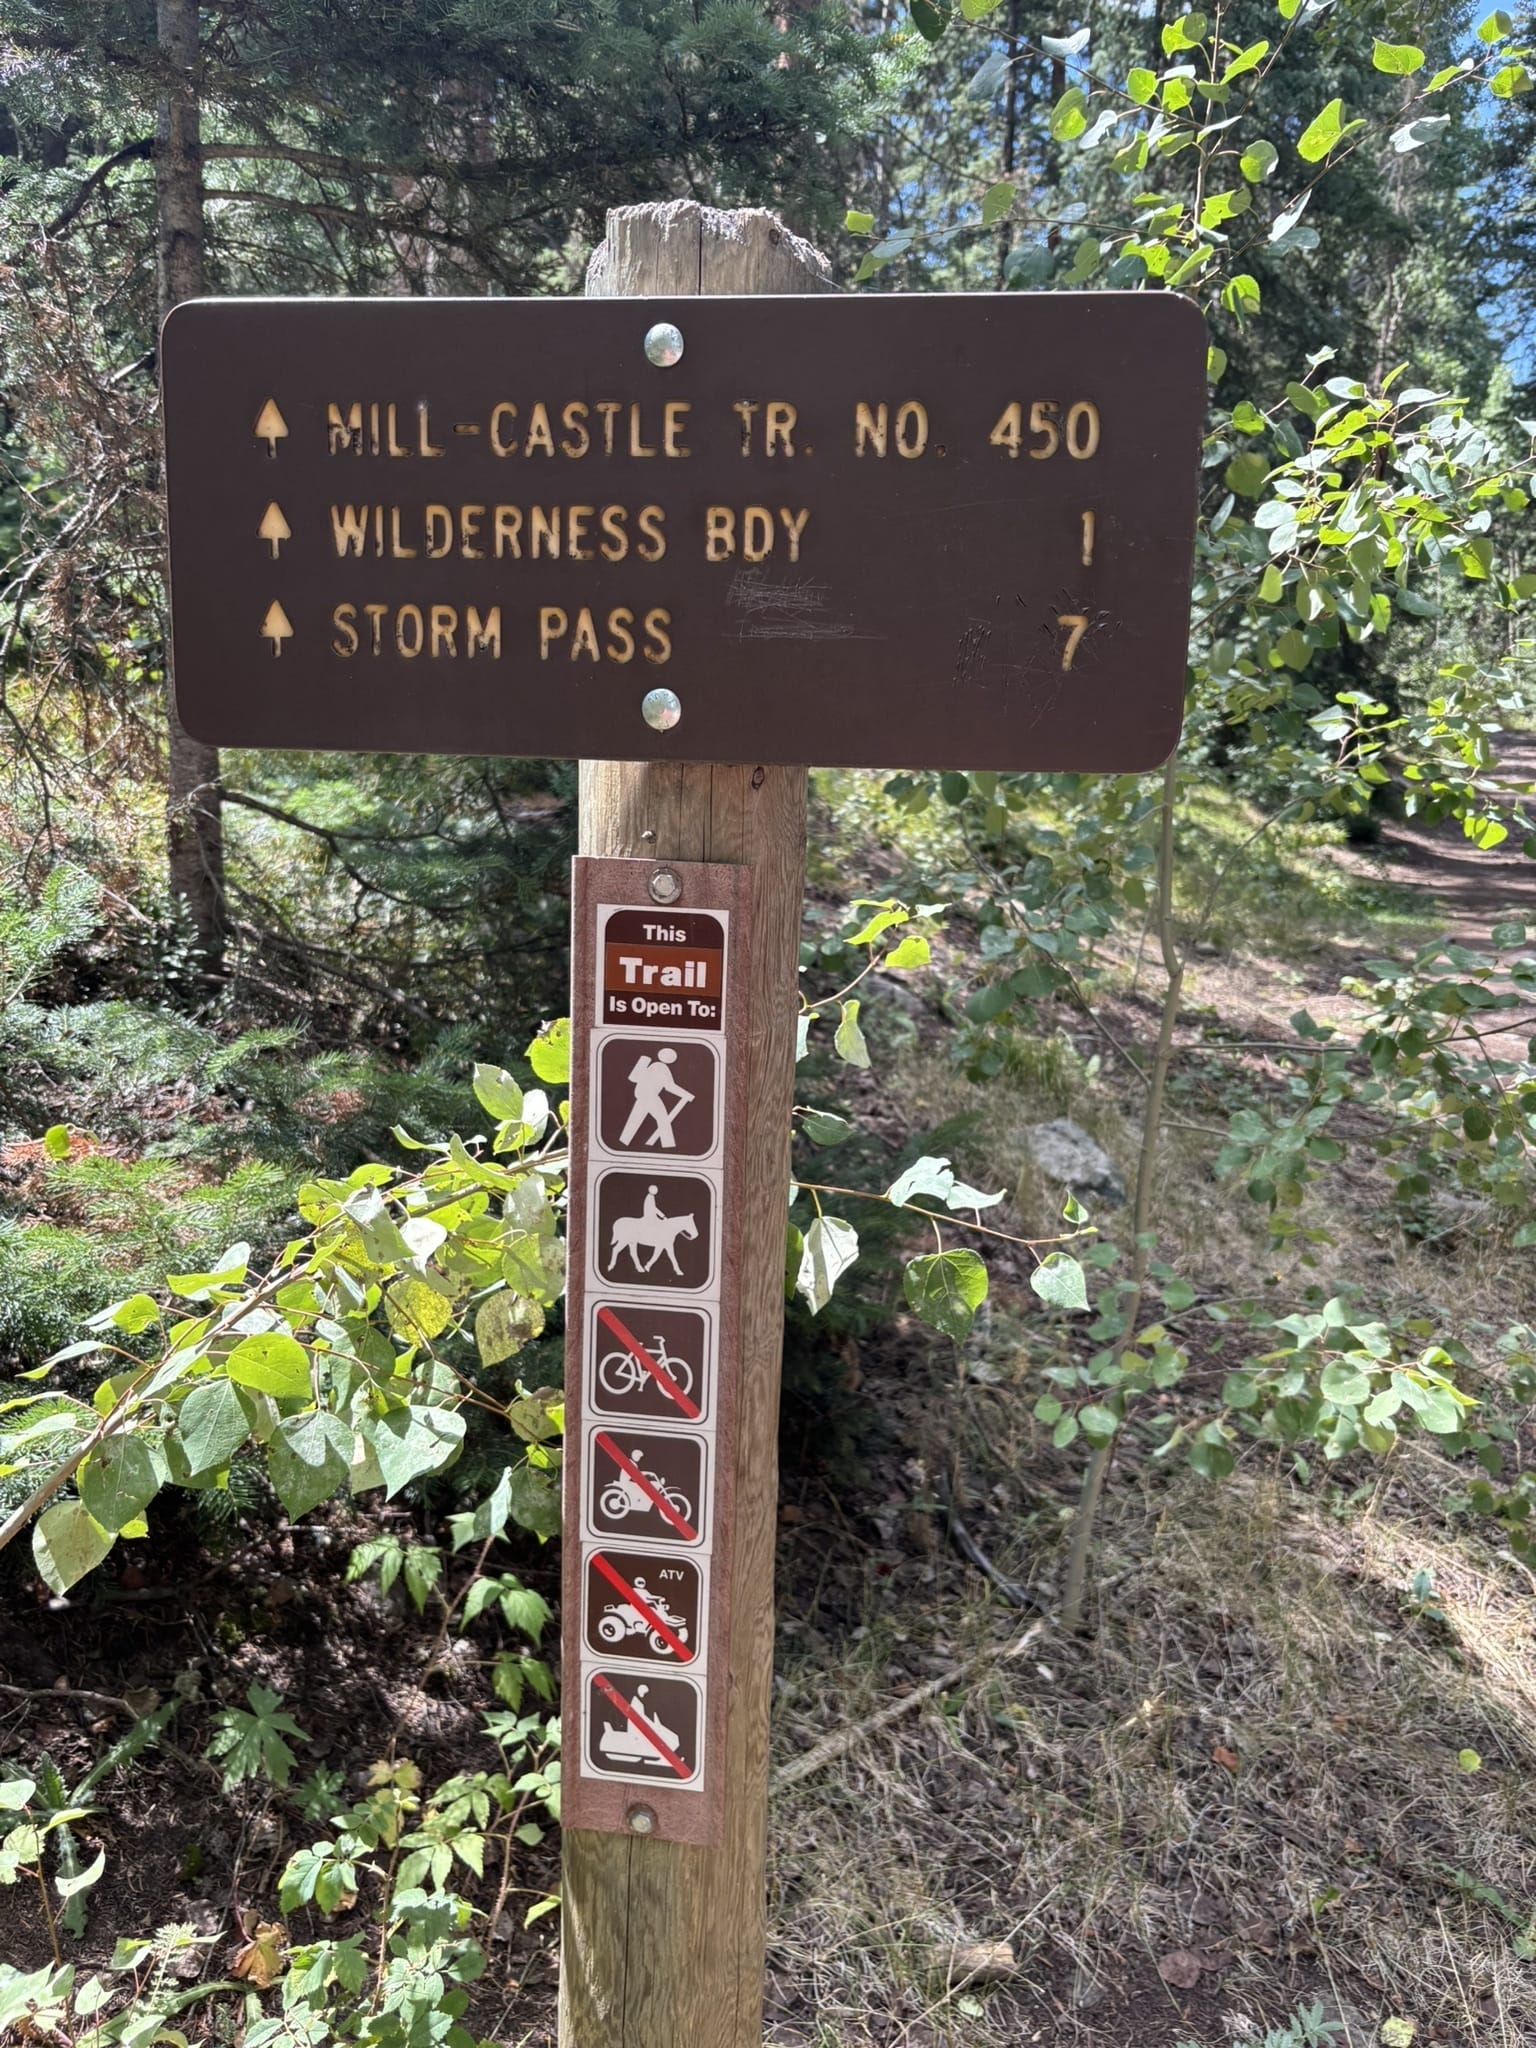 MILL-CASTLE TR. NO. 450
WILDERNESS BDY 1
STORM PASS 7
This
Trail
Is Open To:
ATV